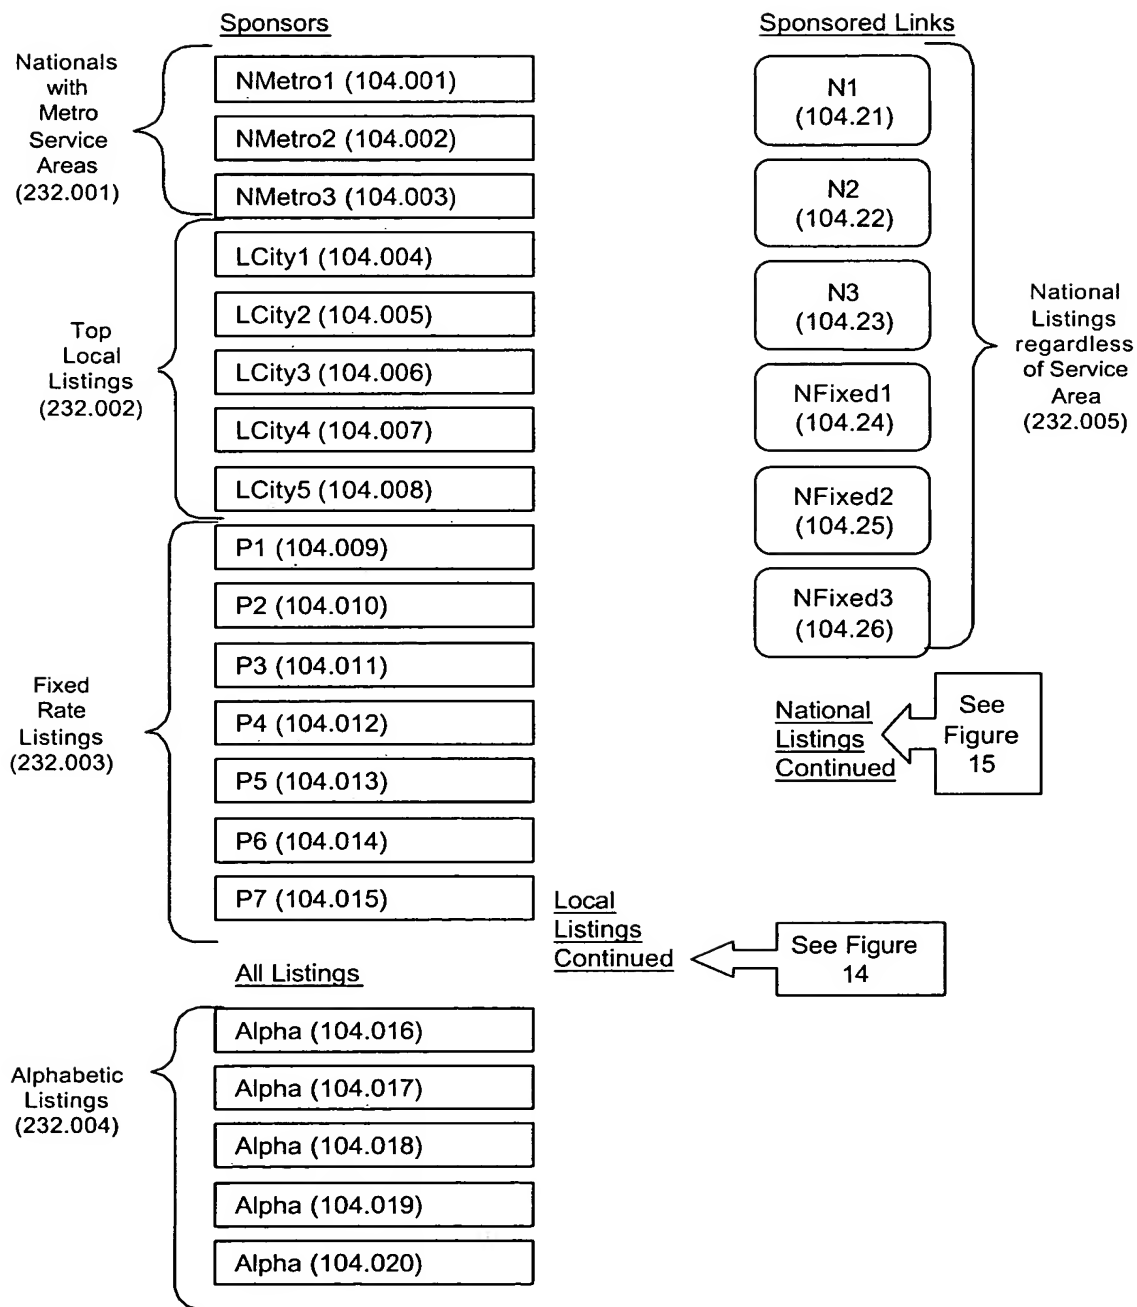 Sponsors
Nationals
with
Metro
Service
Areas
(232.001)
NMetro1 (104.001)
NMetro2 (104.002)
NMetro3 (104.003)
Top
Local
Listings
(232.002)
LCity1 (104.004)
LCity2 (104.005)
LCity3 (104.006)
LCity4 (104.007)
LCity5 (104.008)
Fixed
Rate
Listings
(232.003)
P1 (104.009)
P2 (104.010)
P3 (104.011)
P4 (104.012)
P5 (104.013)
P6 (104.014)
P7 (104.015)
Local
Listings
Continued
See Figure
14
All Listings
Alphabetic
Listings
(232.004)
Alpha (104.016)
Alpha (104.017)
Alpha (104.018)
Alpha (104.019)
Alpha (104.020)
Sponsored Links
N1
(104.21)
N2
(104.22)
N3
(104.23)
NFixed1
(104.24)
NFixed2
(104.25)
NFixed3
(104.26)
National
Listings
regardless
of Service
Area
(232.005)
National
Listings
Continued
See
Figure
15